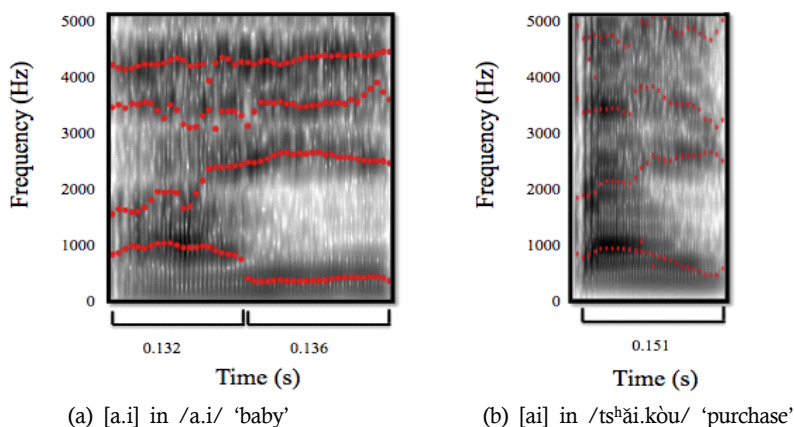 5000
4000
3000
2000
1000
0
Frequency (Hz)
0.132
0.136
Time (s)
(a) [a.i] in /a.i/ ‘baby’
5000
4000
3000
2000
1000
0
Frequency (Hz)
0.151
Time (s)
(b) [ai] in /tsʰăi.kòu/ ‘purchase’